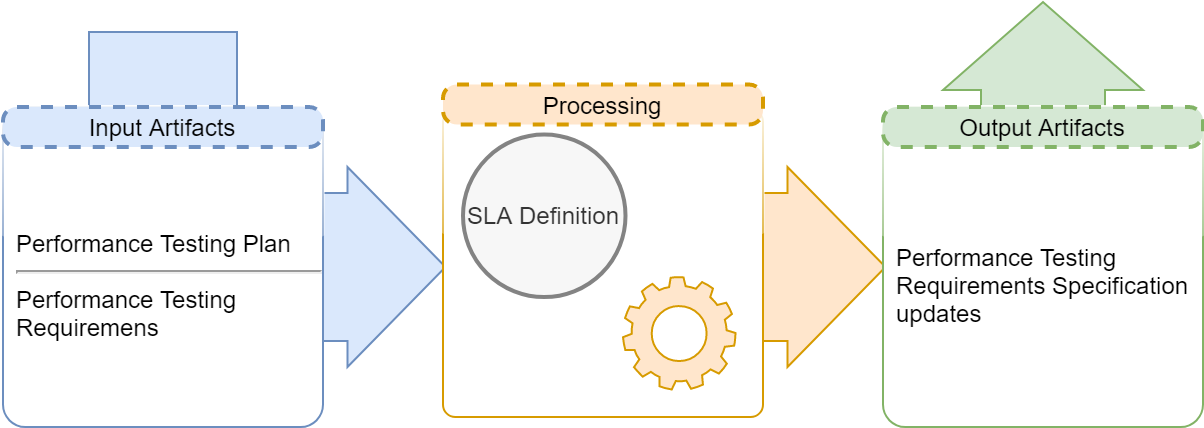 Input Artifacts
Performance Testing Plan
Performance Testing
Requiremens
Processing
SLA Definition
Output Artifacts
Performance Testing
Requirements Specification
updates